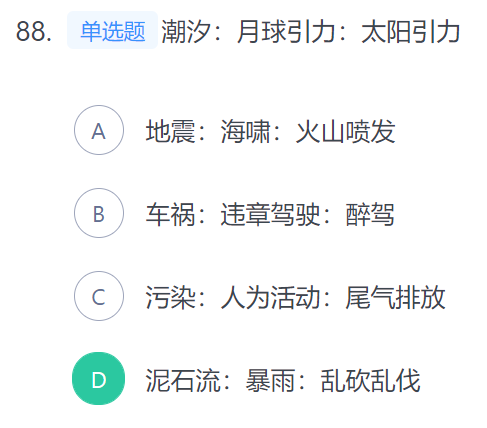 88. 单选题 潮汐：月球引力：太阳引力
A 地震：海啸：火山喷发
B 车祸：违章驾驶：醉驾
C 污染：人为活动：尾气排放
D 泥石流：暴雨：乱砍乱伐